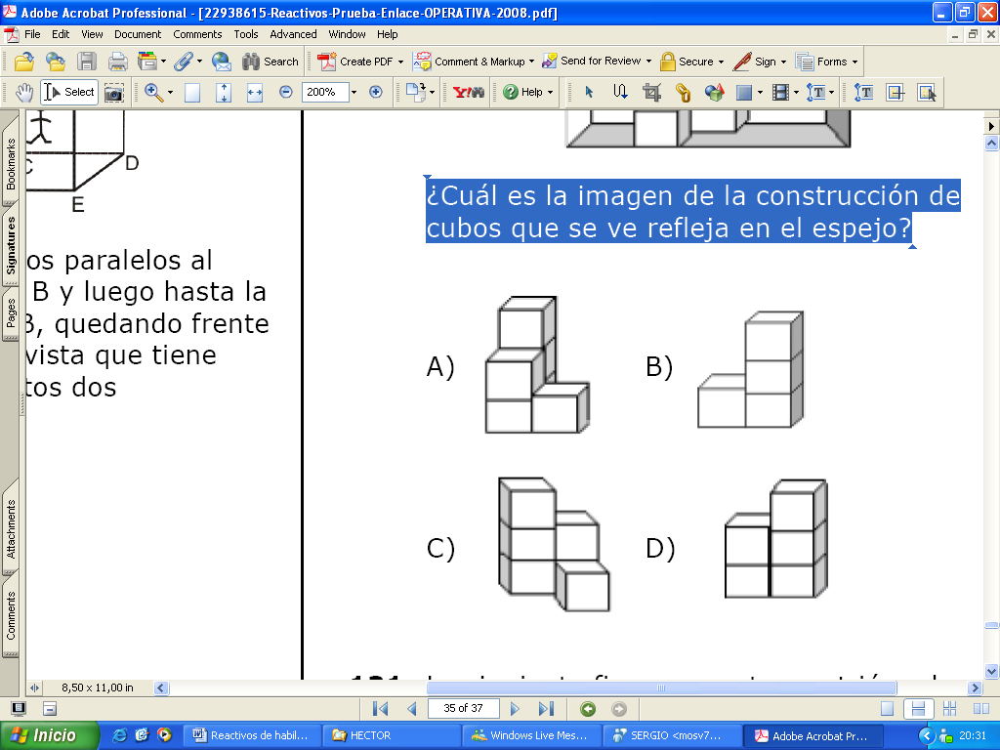 Adobe Acrobat Professional - [22938615-Reactivos-Prueba-Enlace-OPERATIVA-2008.pdf]
File Edit View Document Comments Tools Advanced Window Help
Search Create PDF Comment & Markup Send for Review Secure Sign Forms
Select 200% Y! Help
Bookmarks
Signatures
Pages
Attachments
Comments
C
D
E
os paralelos al
B y luego hasta la
B, quedando frente
vista que tiene
tos dos
¿Cuál es la imagen de la construcción de
cubos que se ve refleja en el espejo?
A)
B)
C)
D)
8,50 x 11,00 in
35 of 37
Inicio Reactivos de habil... HECTOR Windows Live Mes... SERGIO <mosv7... Adobe Acrobat Pr... 20:31